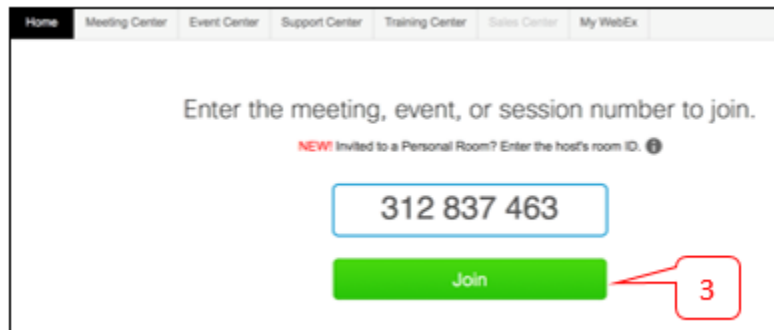 Home Meeting Center Event Center Support Center Training Center Sales Center My WebEx
Enter the meeting, event, or session number to join.
NEW! Invited to a Personal Room? Enter the host's room ID.
312 837 463
Join
3